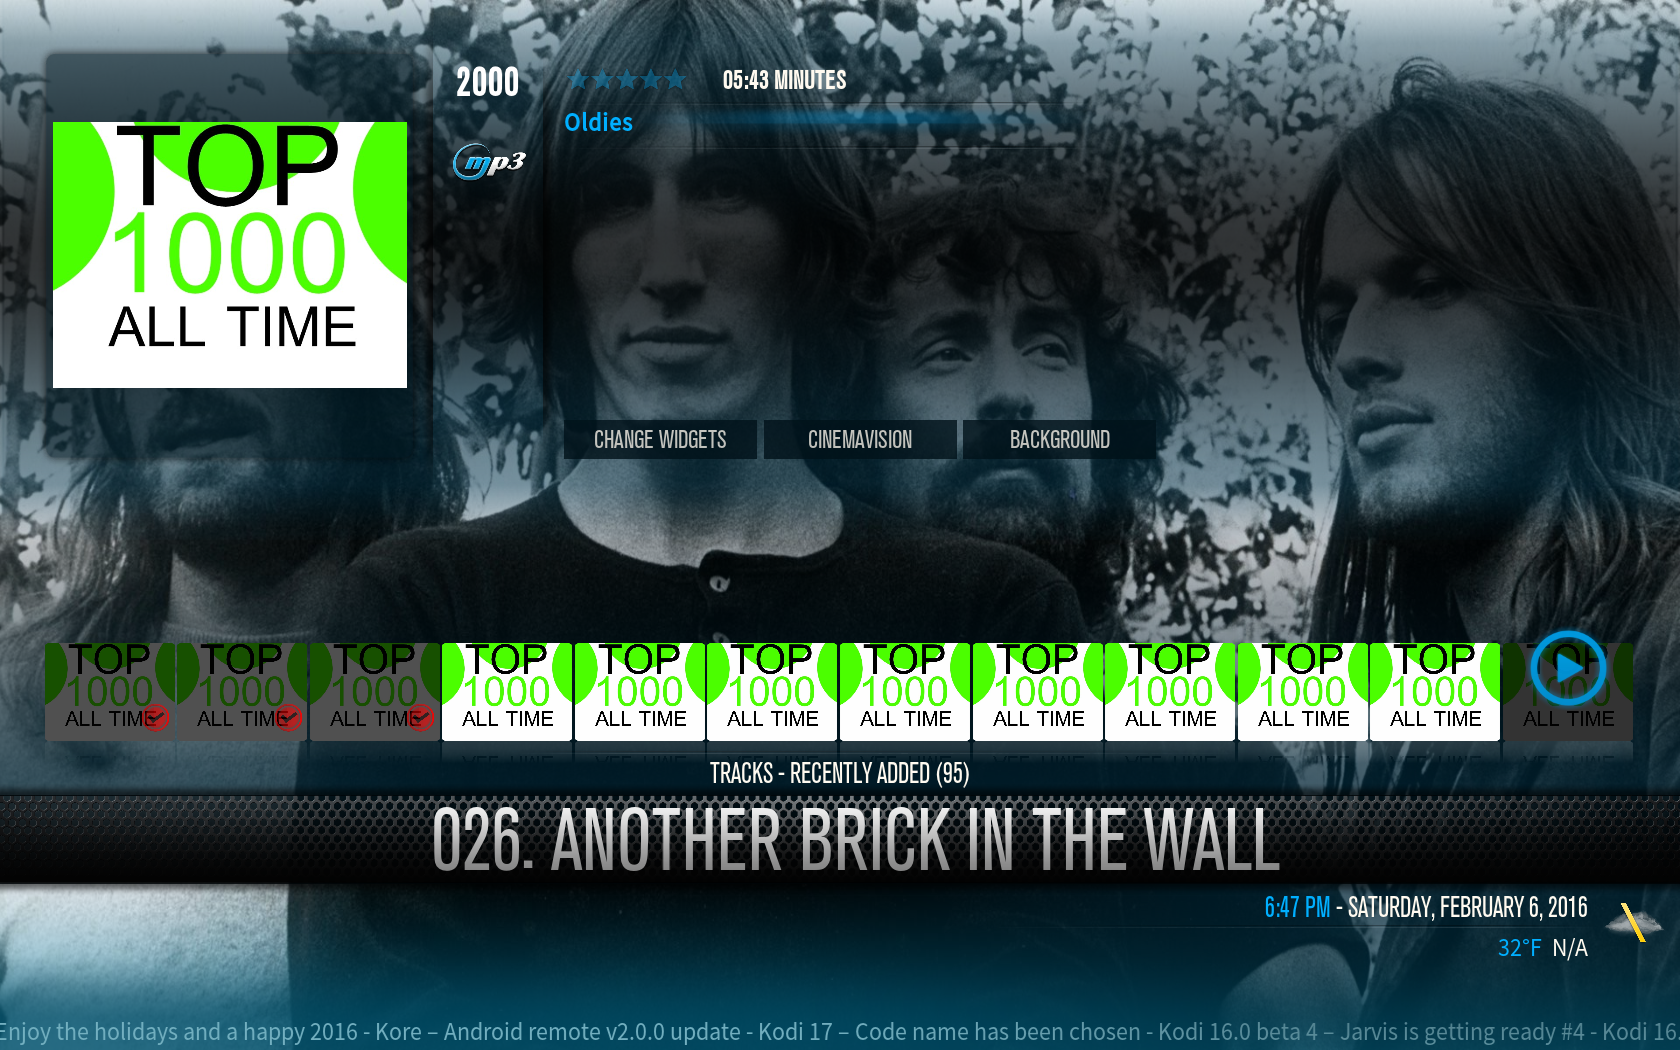 TOP
1000
ALL TIME
2000
05:43 MINUTES
Oldies
mp3
CHANGE WIDGETS
CINEMAVISION
BACKGROUND
TOP 1000 ALL TIME
TOP 1000 ALL TIME
TOP 1000 ALL TIME
TOP 1000 ALL TIME
TOP 1000 ALL TIME
TOP 1000 ALL TIME
TOP 1000 ALL TIME
TOP 1000 ALL TIME
TOP 1000 ALL TIME
TOP 1000 ALL TIME
TOP 1000 ALL TIME
TOP 1000 ALL TIME
TRACKS - RECENTLY ADDED (95)
026. ANOTHER BRICK IN THE WALL
6:47 PM - SATURDAY, FEBRUARY 6, 2016
32°F N/A
Enjoy the holidays and a happy 2016 - Kore – Android remote v2.0.0 update - Kodi 17 – Code name has been chosen - Kodi 16.0 beta 4 – Jarvis is getting ready #4 - Kodi 16